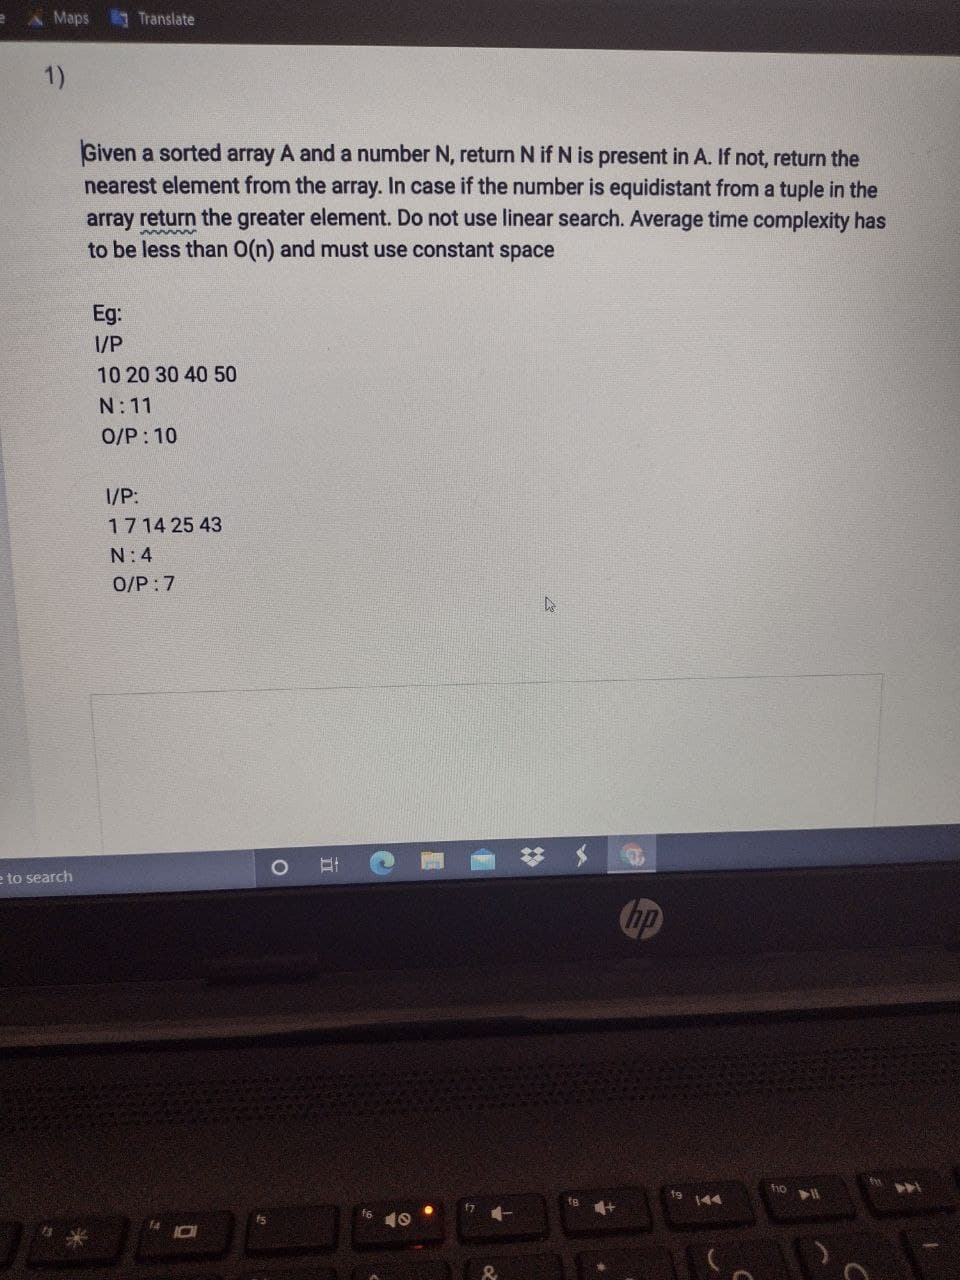 Maps Translate
1)
Given a sorted array A and a number N, return N if N is present in A. If not, return the
nearest element from the array. In case if the number is equidistant from a tuple in the
array return the greater element. Do not use linear search. Average time complexity has
to be less than O(n) and must use constant space
Eg:
I/P
10 20 30 40 50
N : 11
O/P : 10
I/P:
1 7 14 25 43
N : 4
O/P : 7
to search
hp
f4 f5 f6 f7 f8 f9 f10 f11
& * ( )